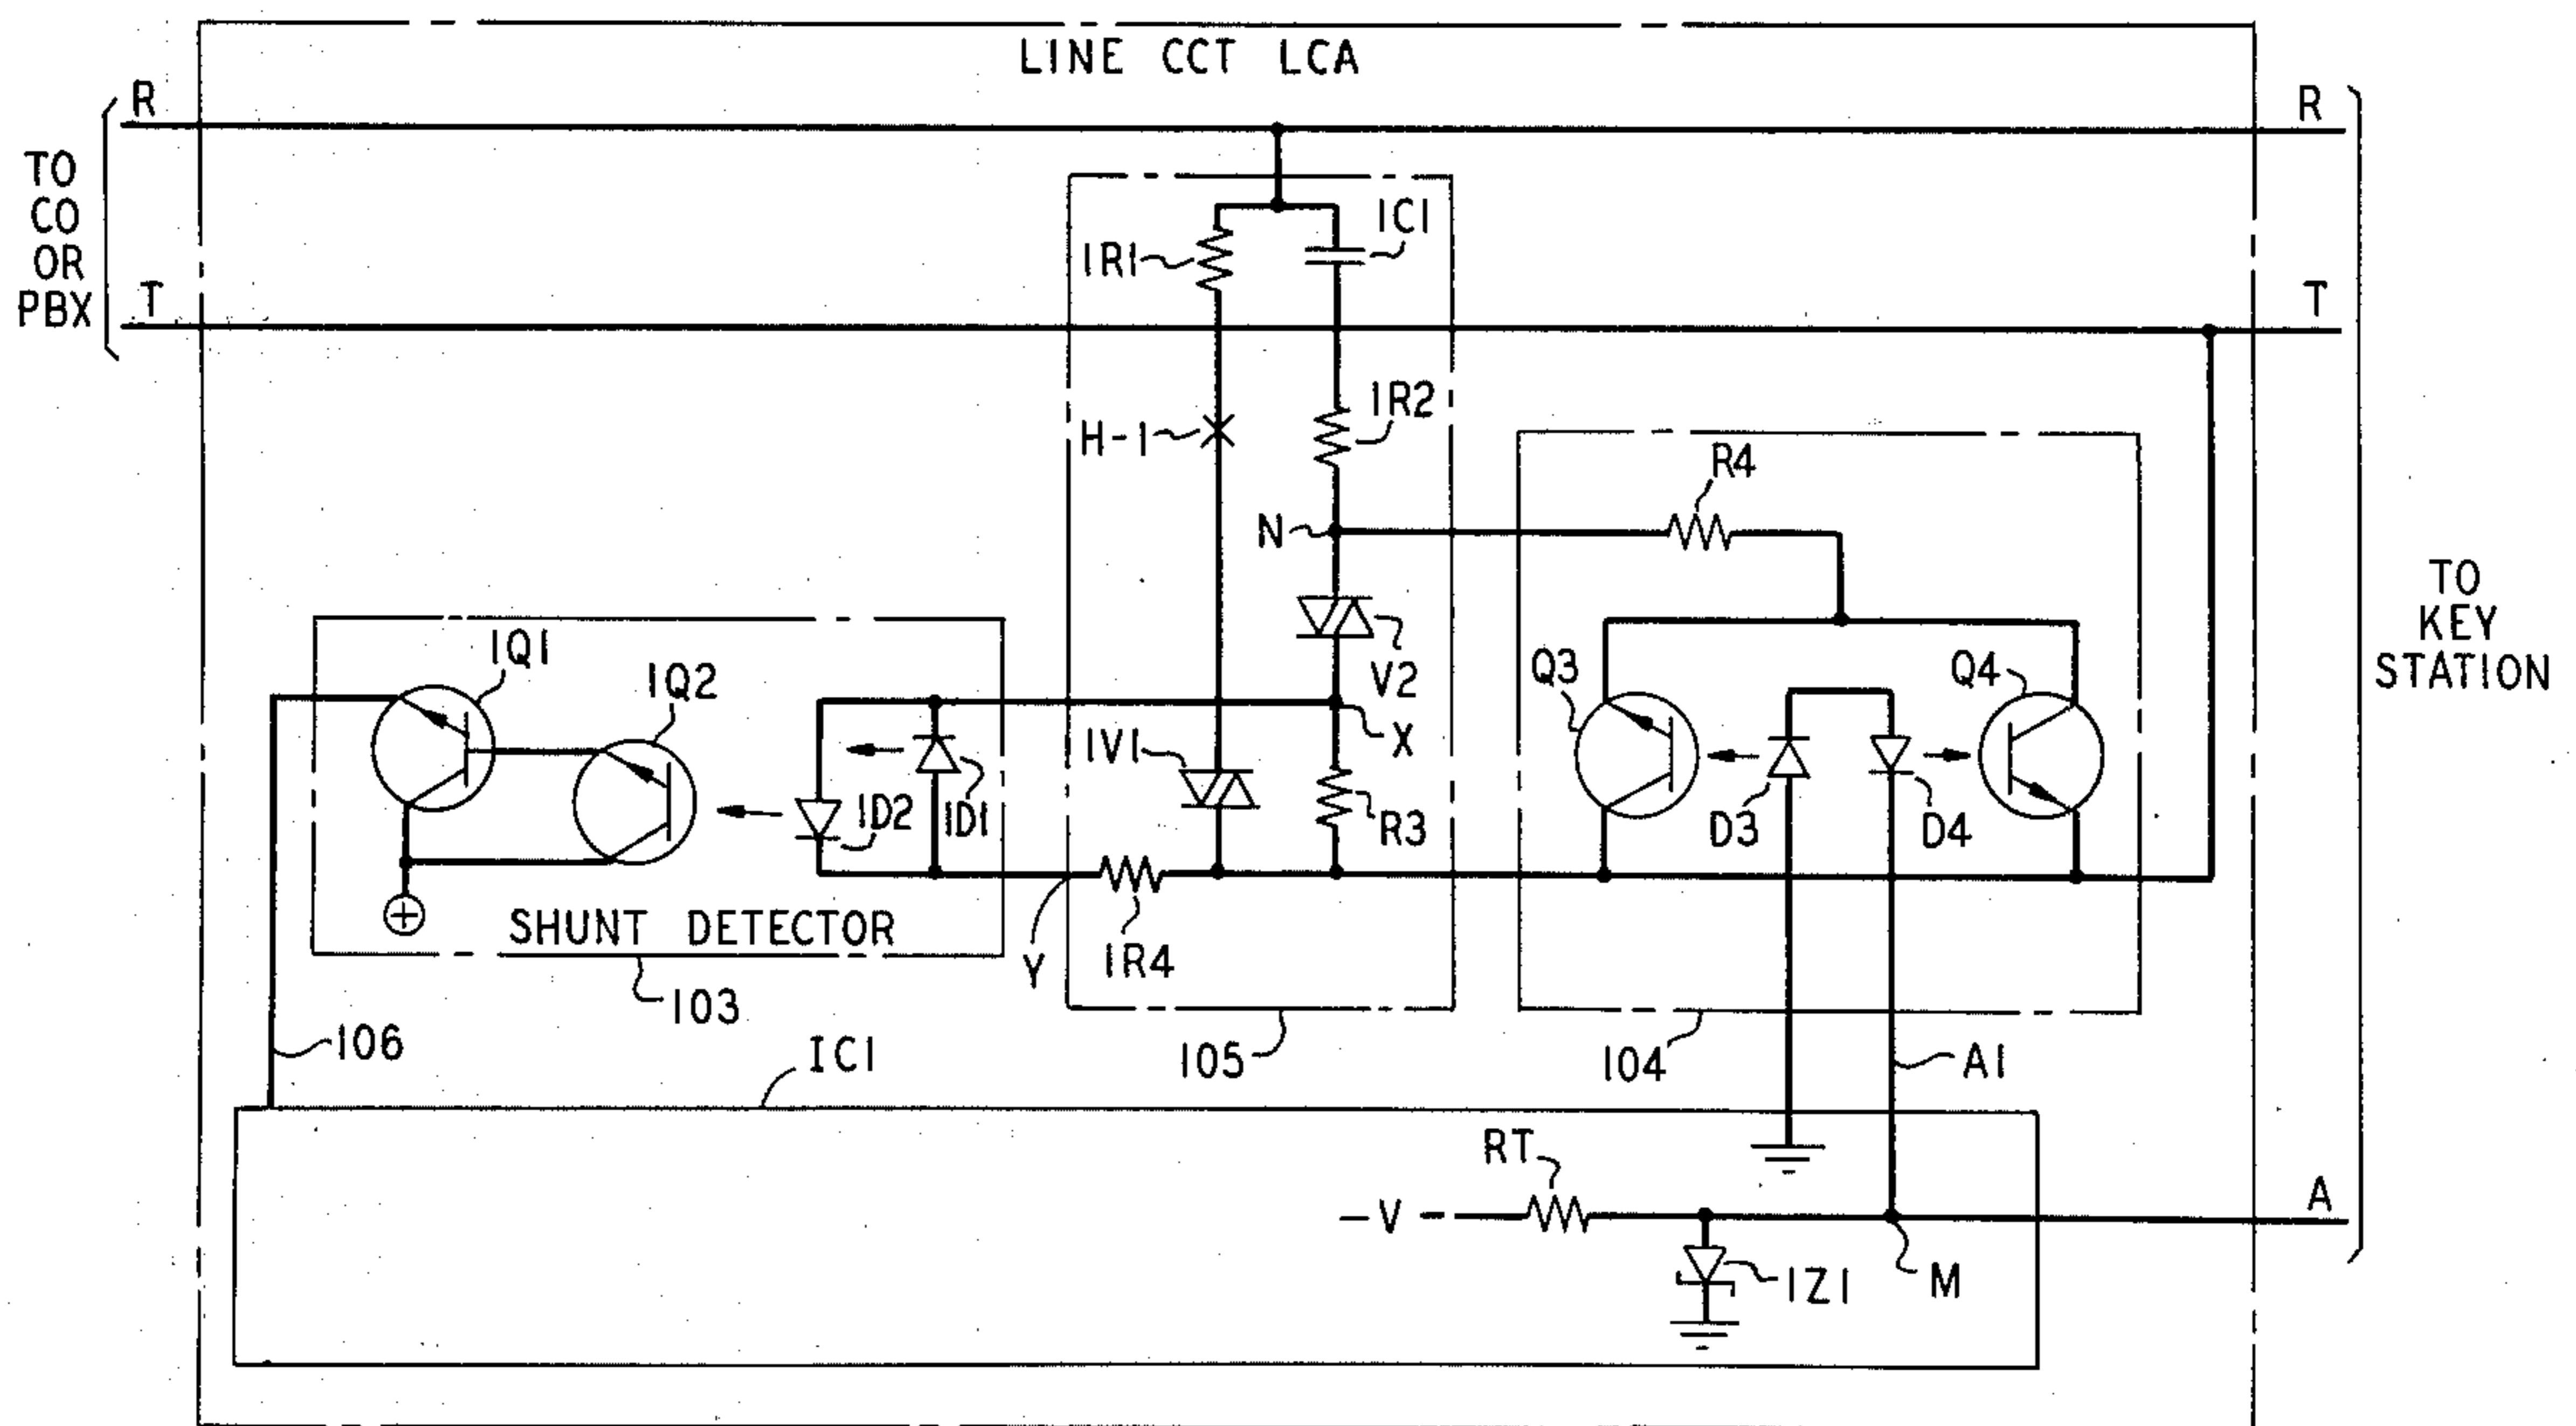 LINE CCT LCA
R
R
TO
CO
OR
PBX
T
T
1R1
1C1
H-1
1R2
R4
N
TO
KEY
STATION
1Q1
1Q2
V2
Q3
Q4
X
1V1
1D2
1D1
R3
D3
D4
SHUNT DETECTOR
Y
1R4
103
106
IC1
105
104
A1
RT
-V
A
1Z1
M